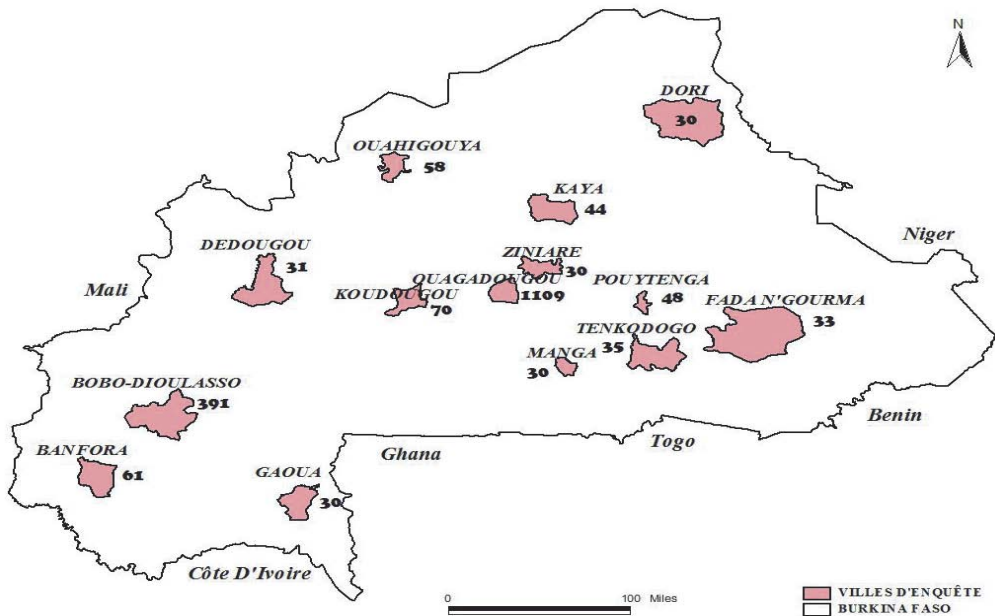 N
DORI
30
OUAHIGOUYA
58
KAYA
44
Niger
DEDOUGOU
31
ZINIARE
30
Mali
OUAGADOUGOU
1109
POUYTENGA
48
KOUDOUGOU
70
FADA N'GOURMA
33
TENKODOGO
35
MANGA
30
BOBO-DIOULASSO
391
Benin
Togo
Ghana
BANFORA
61
GAOUA
30
Côte D'Ivoire
0 100 Miles
VILLES D'ENQUÊTE
BURKINA FASO